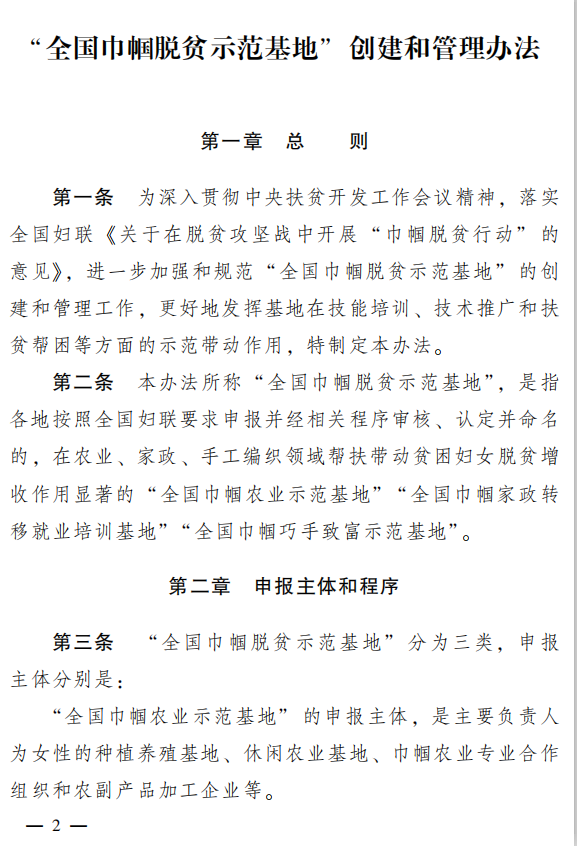 “全国巾帼脱贫示范基地”创建和管理办法
第一章 总 则
第一条 为深入贯彻中央扶贫开发工作会议精神，落实
全国妇联《关于在脱贫攻坚战中开展“巾帼脱贫行动”的
意见》，进一步加强和规范“全国巾帼脱贫示范基地”的创
建和管理工作，更好地发挥基地在技能培训、技术推广和扶
贫帮困等方面的示范带动作用，特制定本办法。
第二条 本办法所称“全国巾帼脱贫示范基地”，是指
各地按照全国妇联要求申报并经相关程序审核、认定并命名
的，在农业、家政、手工编织领域帮扶带动贫困妇女脱贫增
收作用显著的“全国巾帼农业示范基地”“全国巾帼家政转
移就业培训基地”“全国巾帼巧手致富示范基地”。
第二章 申报主体和程序
第三条 “全国巾帼脱贫示范基地”分为三类，申报
主体分别是：
“全国巾帼农业示范基地”的申报主体，是主要负责人
为女性的种植养殖基地、休闲农业基地、巾帼农业专业合作
组织和农副产品加工企业等。
— 2 —